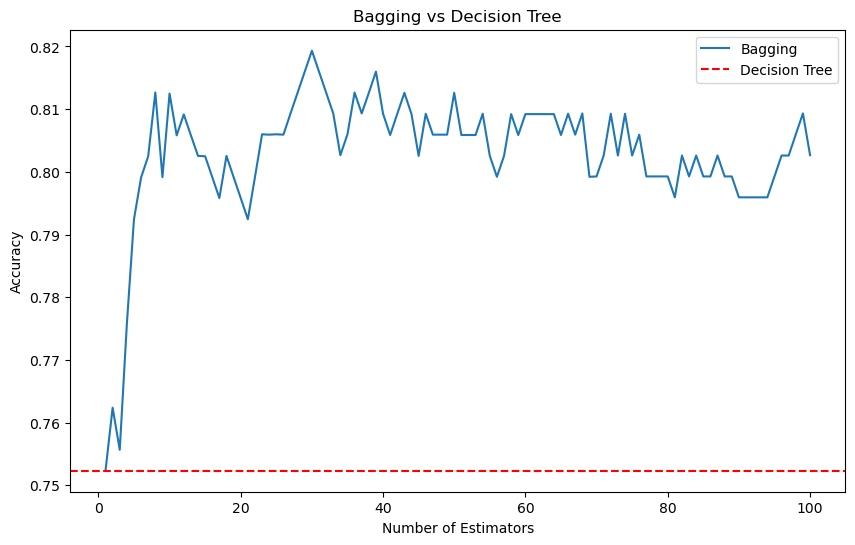 Bagging vs Decision Tree
Bagging
Decision Tree
Accuracy
0.82
0.81
0.80
0.79
0.78
0.77
0.76
0.75
0
20
40
60
80
100
Number of Estimators